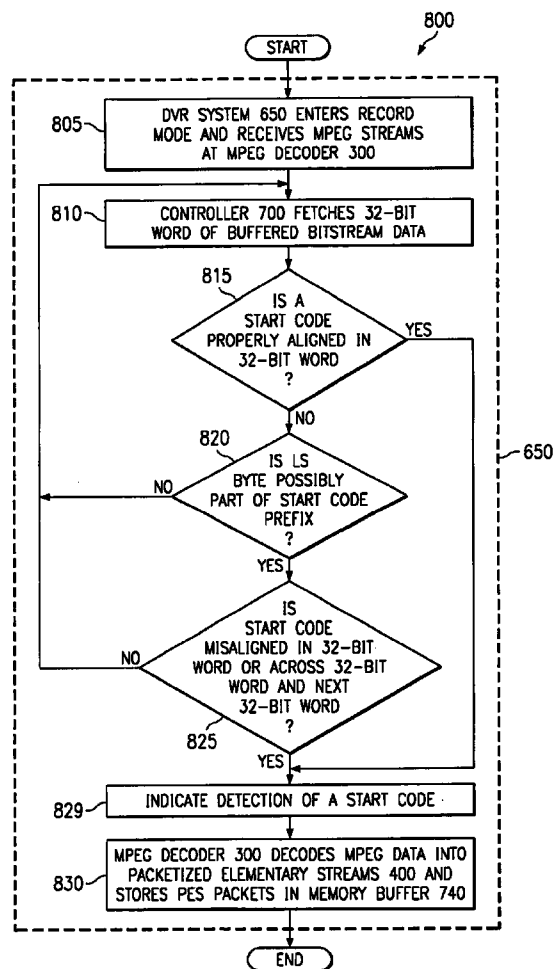 800
START
805
DVR SYSTEM 650 ENTERS RECORD
MODE AND RECEIVES MPEG STREAMS
AT MPEG DECODER 300
810
CONTROLLER 700 FETCHES 32-BIT
WORD OF BUFFERED BITSTREAM DATA
815
IS A
START CODE
PROPERLY ALIGNED IN
32-BIT WORD
?
YES
NO
820
IS LS
BYTE POSSIBLY
PART OF START CODE
PREFIX
?
NO
650
YES
IS
START CODE
MISALIGNED IN 32-BIT
WORD OR ACROSS 32-BIT
WORD AND NEXT
32-BIT WORD
?
NO
825
YES
829
INDICATE DETECTION OF A START CODE
830
MPEG DECODER 300 DECODES MPEG DATA INTO
PACKETIZED ELEMENTARY STREAMS 400 AND
STORES PES PACKETS IN MEMORY BUFFER 740
END